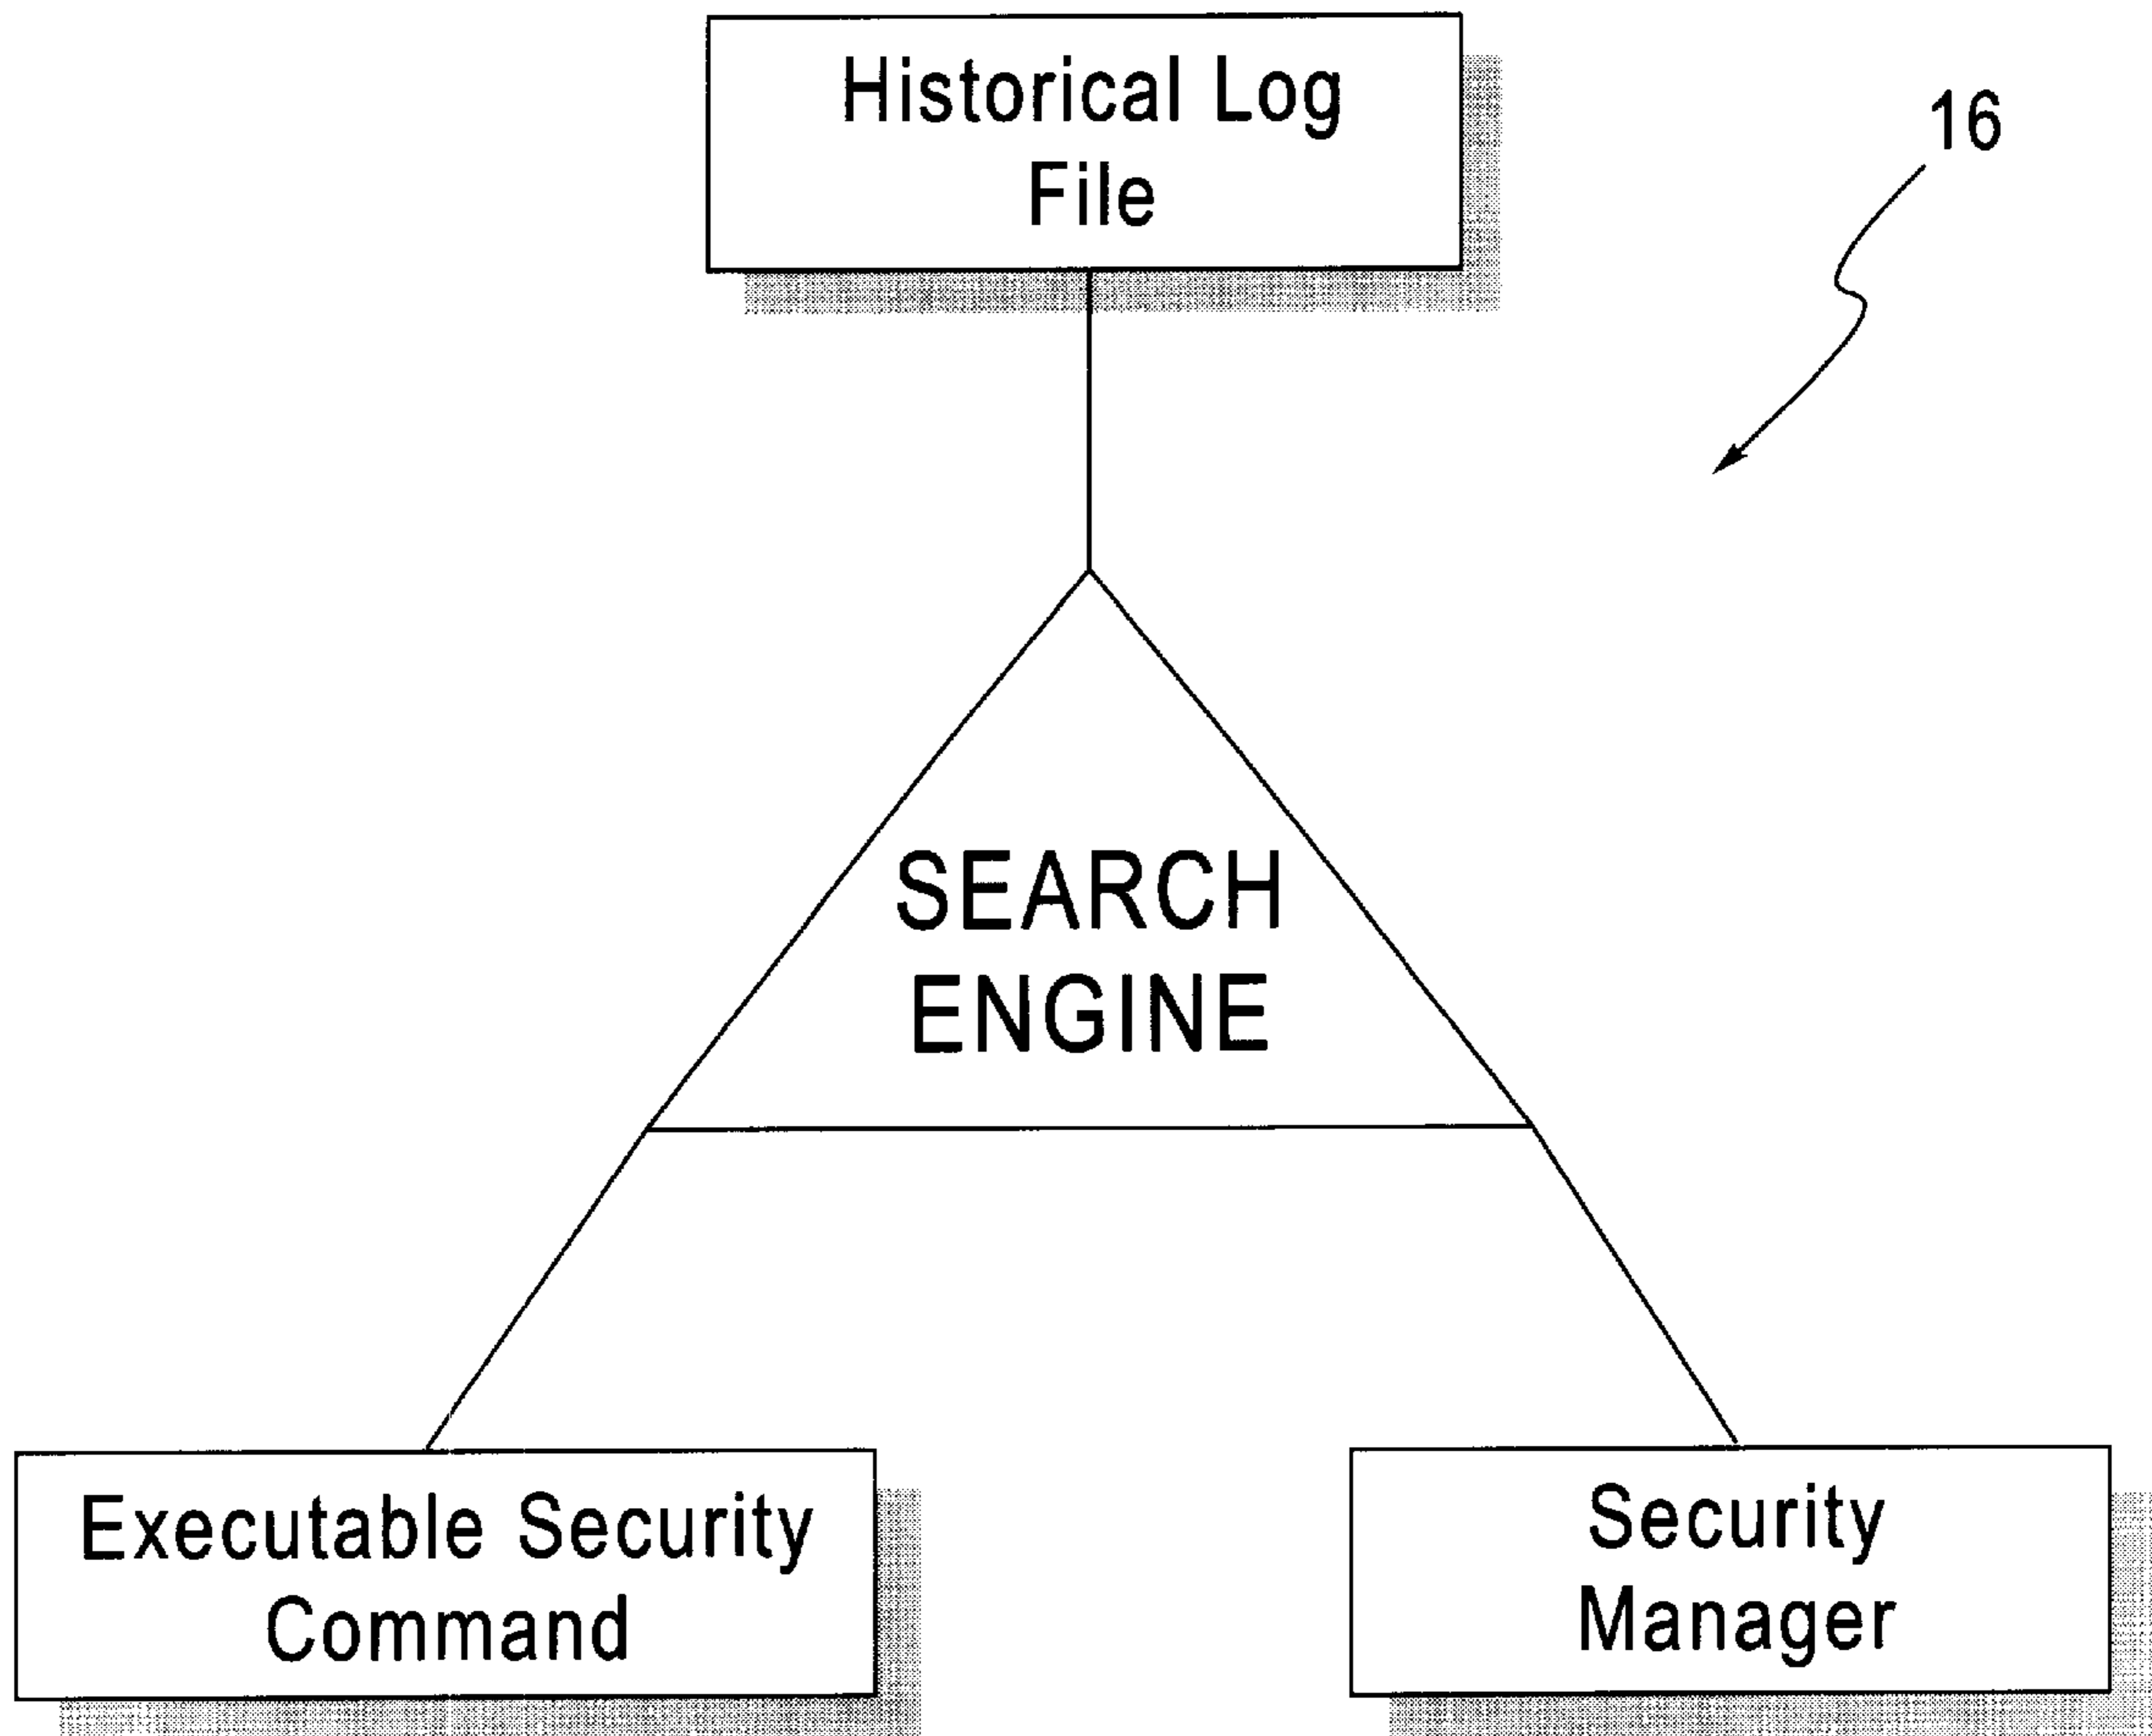 Historical Log
File
16
SEARCH
ENGINE
Executable Security
Command
Security
Manager